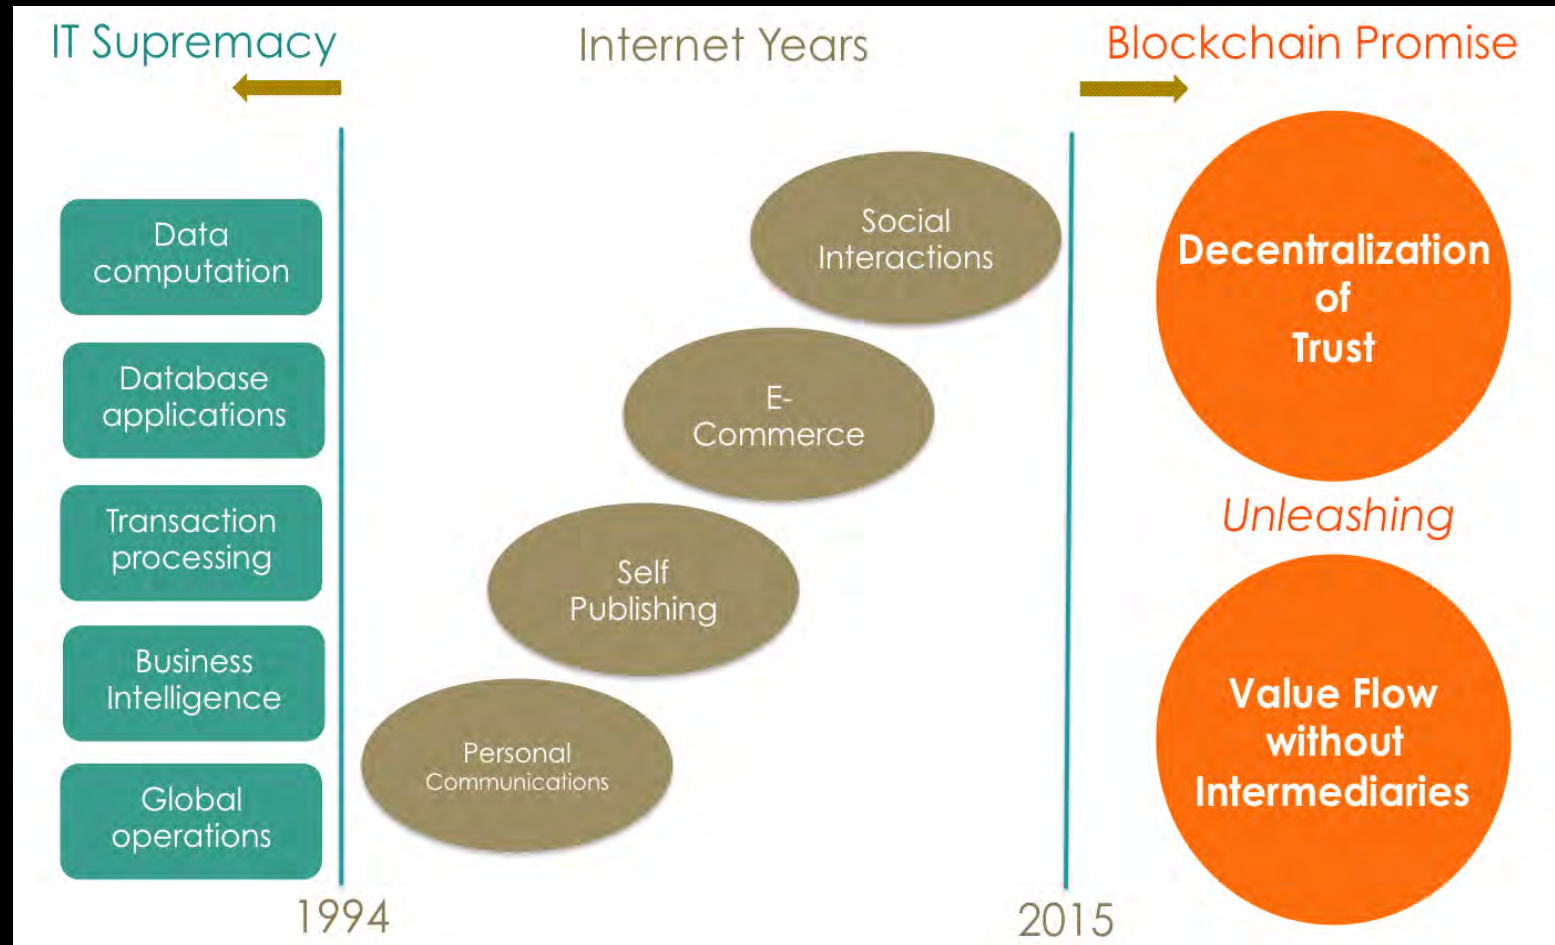 IT Supremacy
Internet Years
Blockchain Promise
Data
computation
Database
applications
Transaction
processing
Business
Intelligence
Global
operations
Social
Interactions
E-
Commerce
Self
Publishing
Personal
Communications
Decentralization
of
Trust
Unleashing
Value Flow
without
Intermediaries
1994
2015